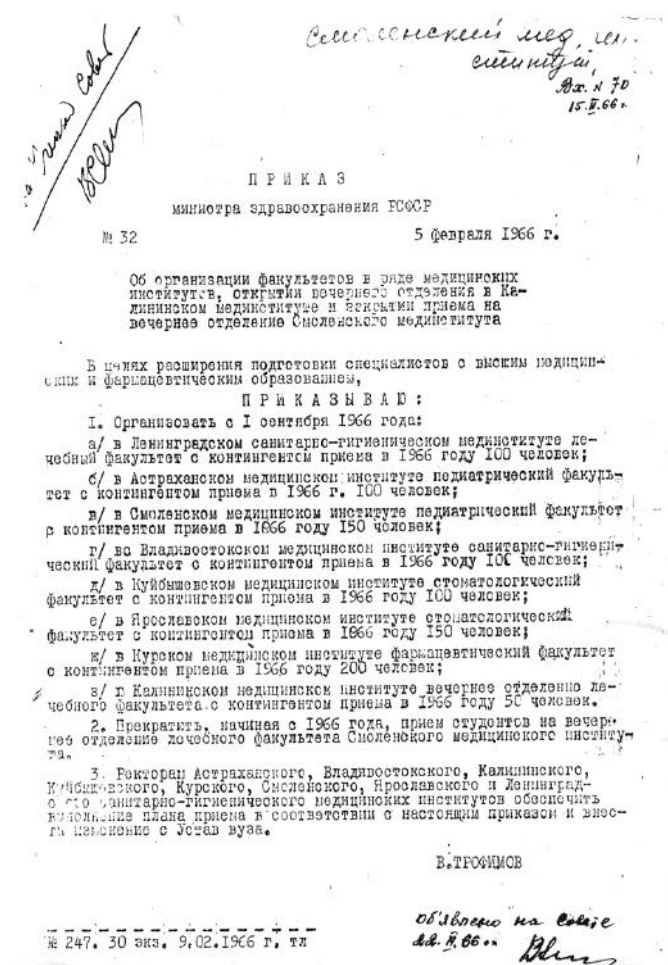 Смоленский мед. ин-
ститут,
Вх. № 70
15.II.66 г.
П Р И К А З
министра здравоохранения РСФСР
№ 32
5 февраля 1966 г.
Об организации факультетов в ряде медицинских
институтов, открытии вечернего отделения в Ка-
лининском мединституте и закрытии приема на
вечернее отделение Смоленского мединститута
В целях расширения подготовки специалистов с высшим медицин-
ским и фармацевтическим образованием,
П Р И К А З Ы В А Ю :
I. Организовать с I сентября 1966 года:
а/ в Ленинградском санитарно-гигиеническом мединституте ле-
чебный факультет с контингентом приема в 1966 году 100 человек;
б/ в Астраханском медицинском институте педиатрический факуль-
тет с контингентом приема в 1966 г. 100 человек;
в/ в Смоленском медицинском институте педиатрический факультет
с контингентом приема в 1966 году 150 человек;
г/ во Владивостокском медицинском институте санитарно-гигиени-
ческий факультет с контингентом приема в 1966 году 100 человек;
д/ в Куйбышевском медицинском институте стоматологический
факультет с контингентом приема в 1966 году 100 человек;
е/ в Ярославском медицинском институте стоматологический
факультет с контингентом приема в 1966 году 150 человек;
ж/ в Курском медицинском институте фармацевтический факультет
с контингентом приема в 1966 году 200 человек;
з/ в Калининском медицинском институте вечернее отделение ле-
чебного факультета с контингентом приема в 1966 году 50 человек.
2. Прекратить, начиная с 1966 года, прием студентов на вечер-
нее отделение лечебного факультета Смоленского медицинского институ-
та.
3. Ректорам Астраханского, Владивостокского, Калининского,
Куйбышевского, Курского, Смоленского, Ярославского и Ленинград-
ского санитарно-гигиенического медицинских институтов обеспечить
выполнение плана приема в соответствии с настоящим приказом и внес-
ти изменение с Устав вуза.
В.ТРОФИМОВ
№ 247. 30 экз. 9.02.1966 г. тл
об'явлено на Совете
22.II.66 г.